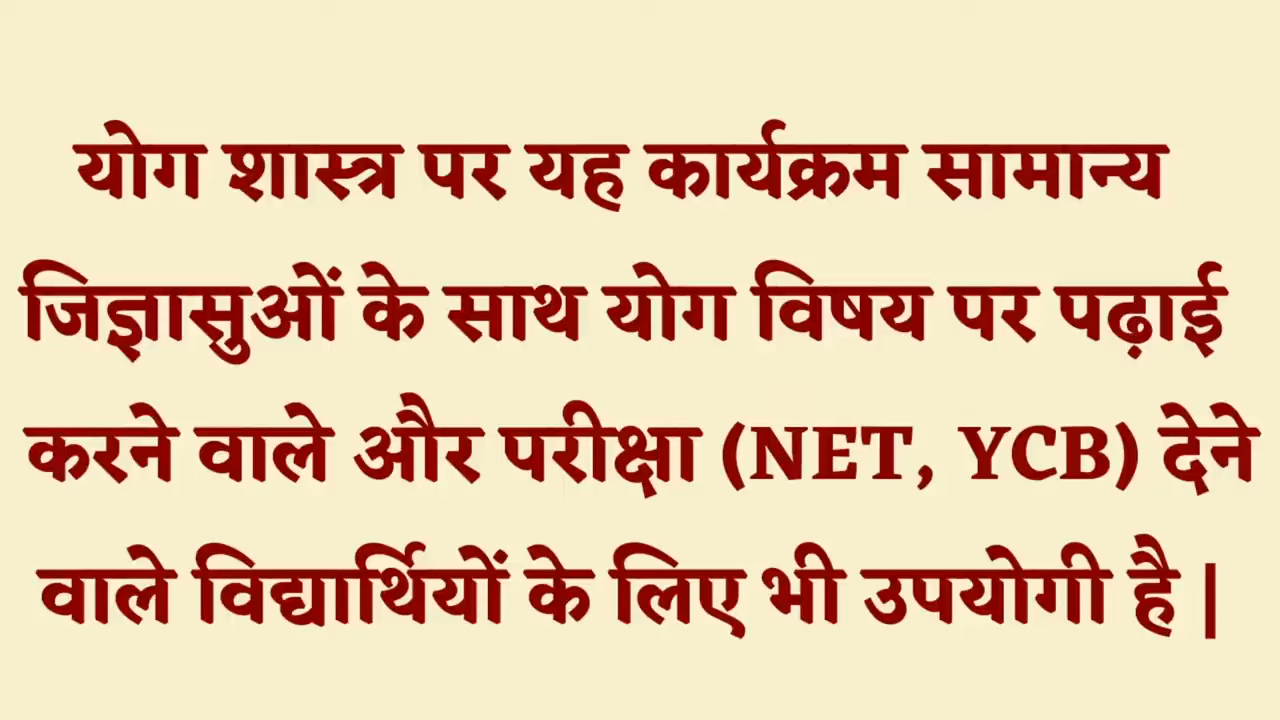 योग शास्त्र पर यह कार्यक्रम सामान्य
जिज्ञासुओं के साथ योग विषय पर पढ़ाई
करने वाले और परीक्षा (NET, YCB) देने
वाले विद्यार्थियों के लिए भी उपयोगी है |